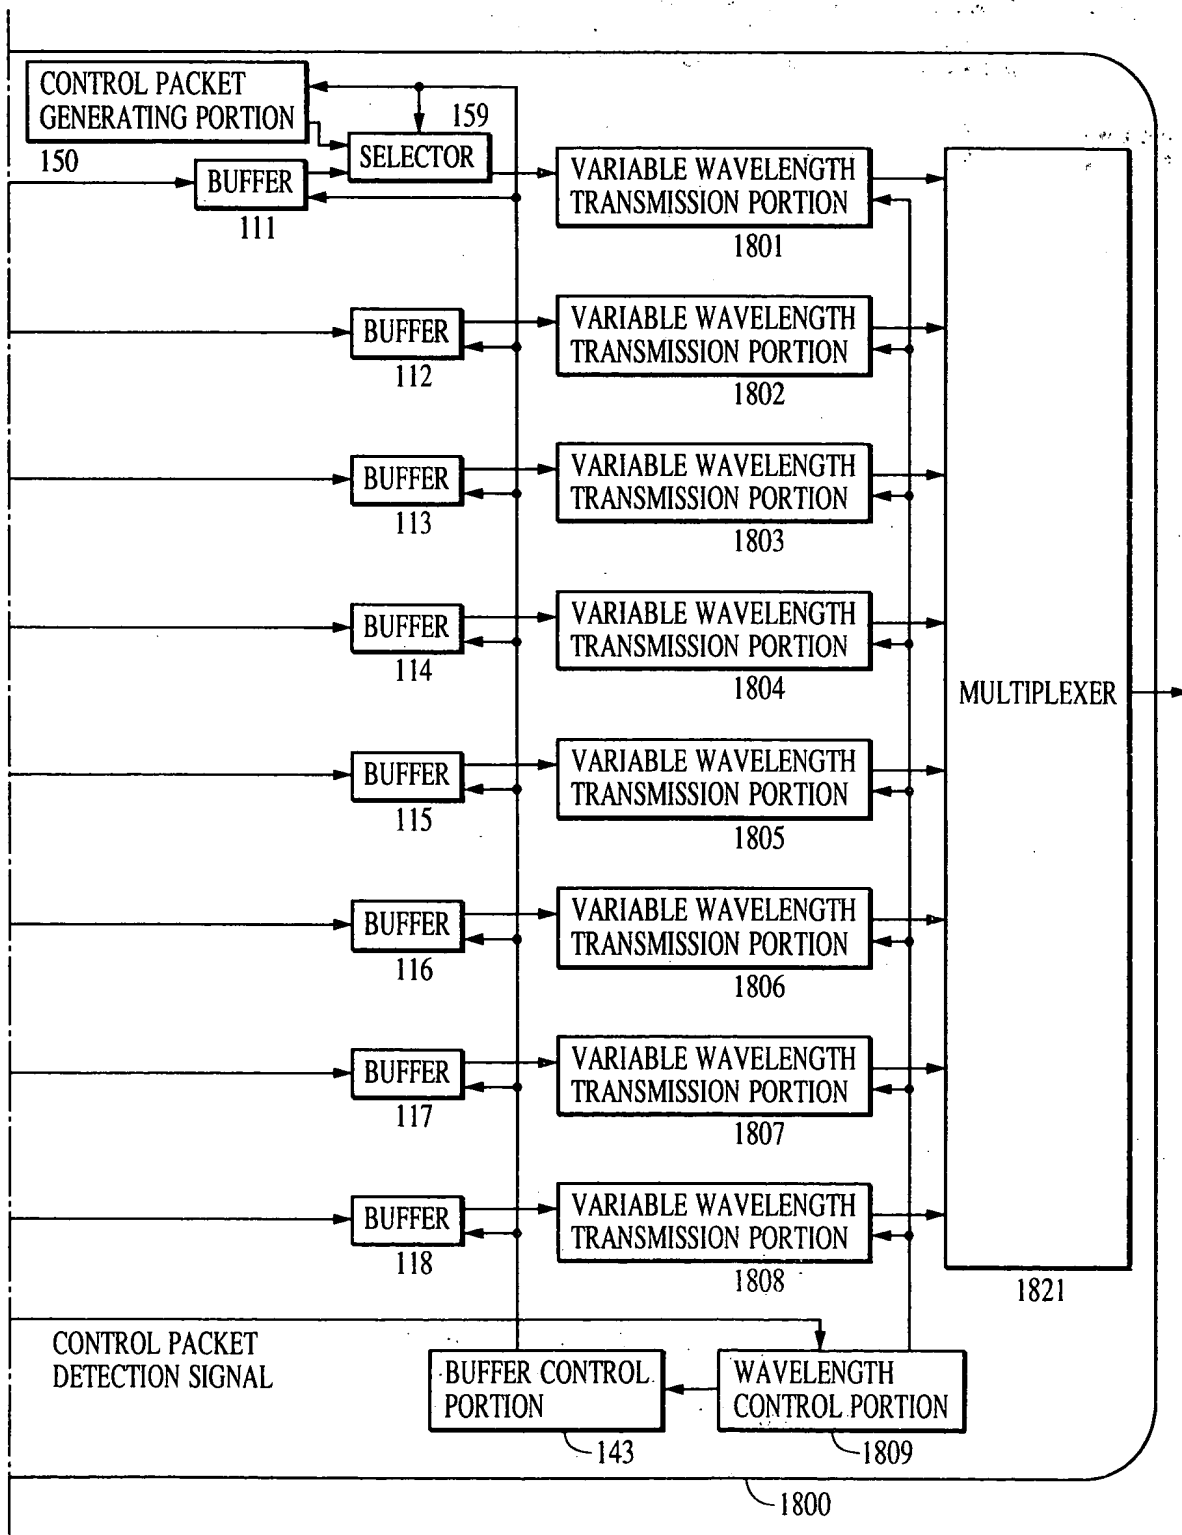 CONTROL PACKET
GENERATING PORTION
150
159
SELECTOR
BUFFER
111
VARIABLE WAVELENGTH
TRANSMISSION PORTION
1801
BUFFER
112
VARIABLE WAVELENGTH
TRANSMISSION PORTION
1802
BUFFER
113
VARIABLE WAVELENGTH
TRANSMISSION PORTION
1803
BUFFER
114
VARIABLE WAVELENGTH
TRANSMISSION PORTION
1804
MULTIPLEXER
BUFFER
115
VARIABLE WAVELENGTH
TRANSMISSION PORTION
1805
BUFFER
116
VARIABLE WAVELENGTH
TRANSMISSION PORTION
1806
BUFFER
117
VARIABLE WAVELENGTH
TRANSMISSION PORTION
1807
BUFFER
118
VARIABLE WAVELENGTH
TRANSMISSION PORTION
1808
1821
CONTROL PACKET
DETECTION SIGNAL
BUFFER CONTROL
PORTION
143
WAVELENGTH
CONTROL PORTION
1809
1800